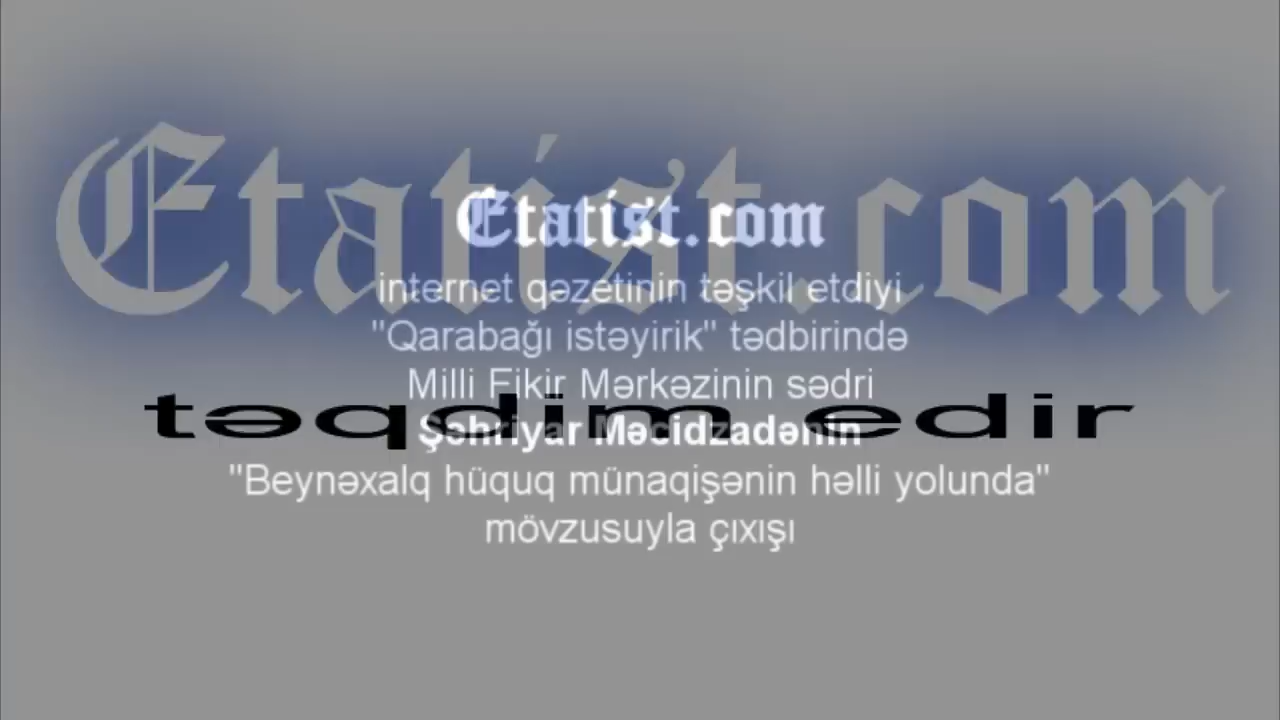 Etatist.com
Etatist.com
internet qəzetinin təşkil etdiyi
"Qarabağı istəyirik" tədbirində
Milli Fikir Mərkəzinin sədri
təqdim edir
Şəhriyar Məcidzadənin
"Beynəxalq hüquq münaqişənin həlli yolunda"
mövzusuyla çıxışı